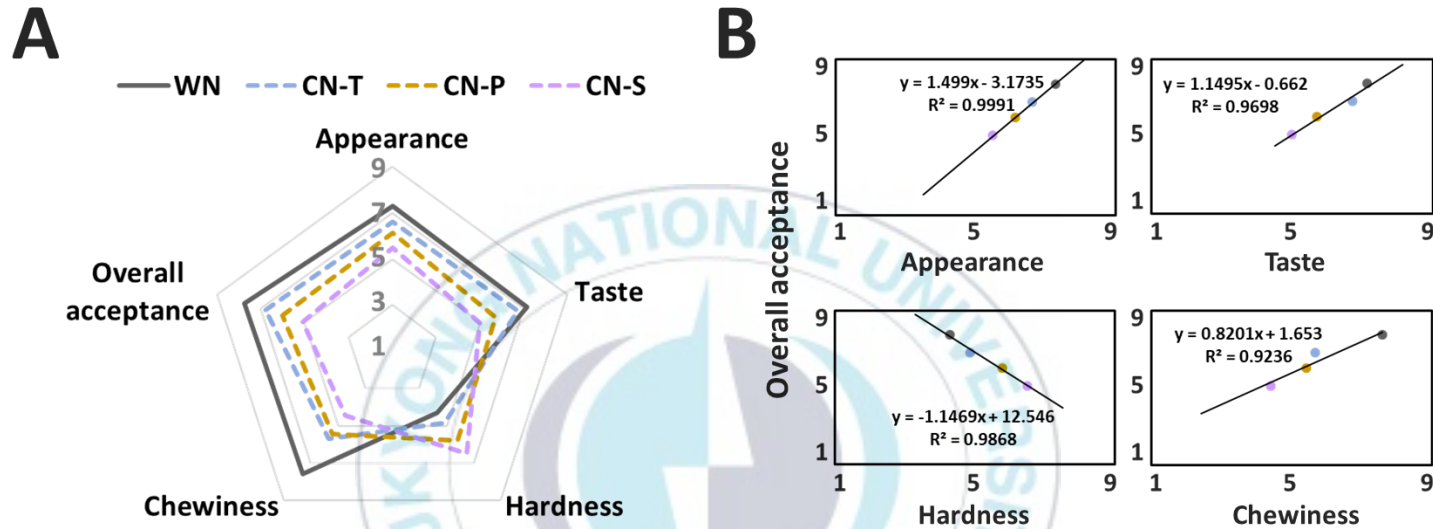 A
WN CN-T CN-P CN-S
Appearance
9
7
5
3
1
Taste
Hardness
Chewiness
Overall
acceptance
B
Overall acceptance
9
5
1
y = 1.499x - 3.1735
R² = 0.9991
1 5 9
Appearance
9
5
1
y = 1.1495x - 0.662
R² = 0.9698
1 5 9
Taste
9
5
1
y = -1.1469x + 12.546
R² = 0.9868
1 5 9
Hardness
9
5
1
y = 0.8201x + 1.653
R² = 0.9236
1 5 9
Chewiness
UKYONG NATIONAL UNIVERSI